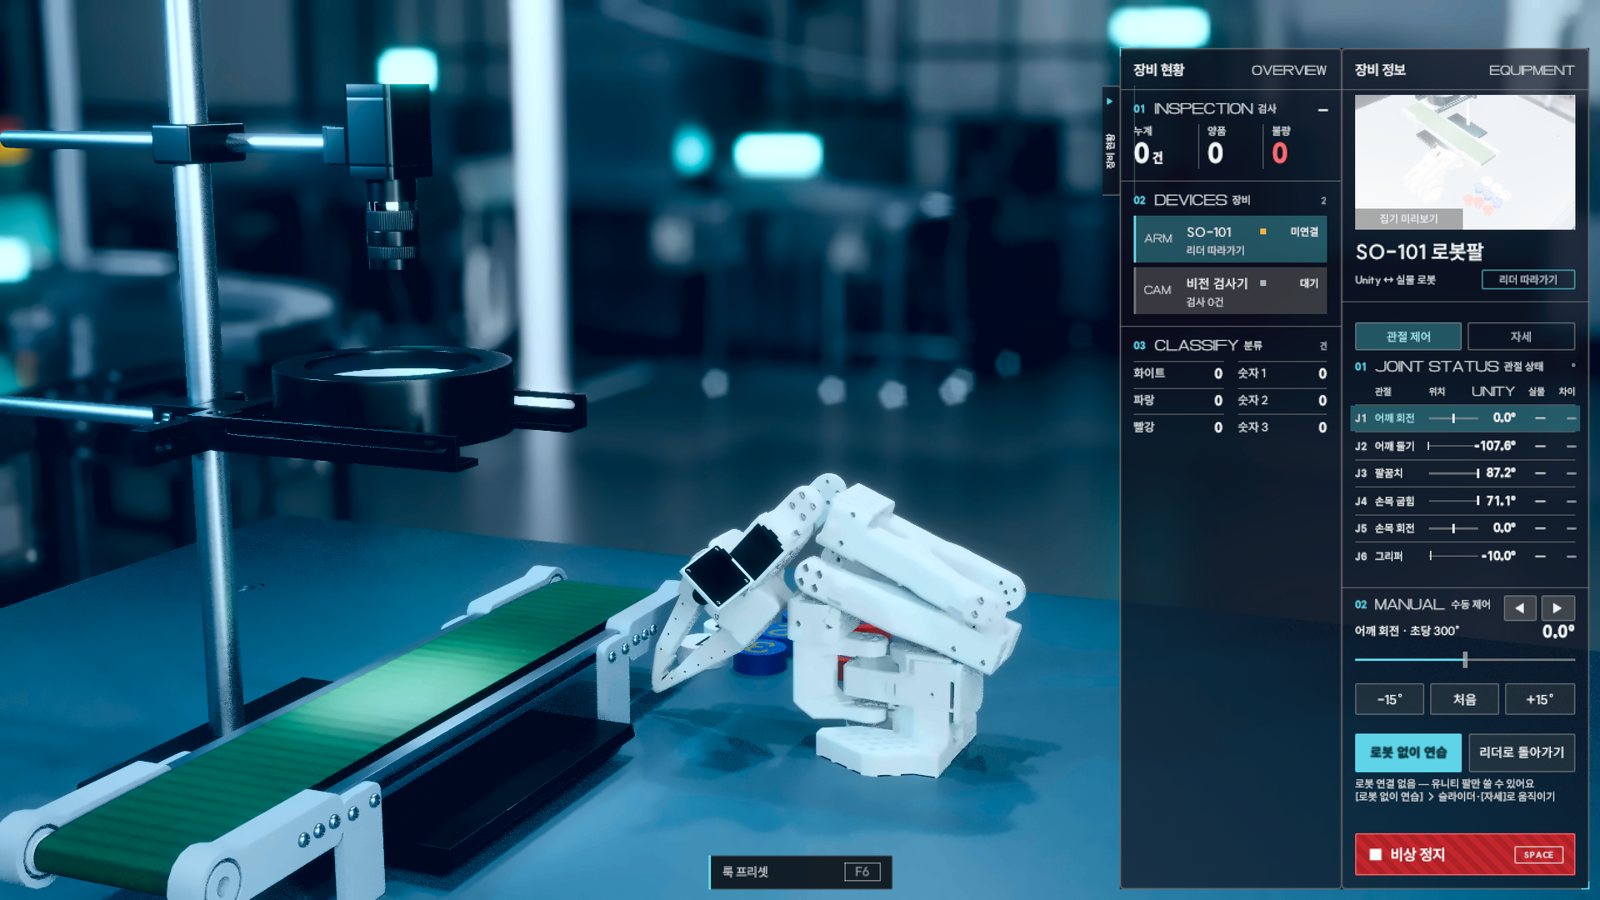 장비 현황 OVERVIEW
01 INSPECTION 검사
누계 양품 불량
0건 0 0
02 DEVICES 장비 2
ARM SO-101 미연결
리더 따라가기
CAM 비전 검사기 대기
검사 0건
03 CLASSIFY 분류 건
화이트 0 숫자 1 0
파랑 0 숫자 2 0
빨강 0 숫자 3 0
장비 정보 EQUIPMENT
집기 미리보기
SO-101 로봇팔
Unity ↔ 실물 로봇 리더 따라가기
관절 제어 자세
01 JOINT STATUS 관절 상태 °
관절 위치 UNITY 실물 차이
J1 어깨 회전 0.0° — —
J2 어깨 들기 -107.6° — —
J3 팔꿈치 87.2° — —
J4 손목 굽힘 71.1° — —
J5 손목 회전 0.0° — —
J6 그리퍼 -10.0° — —
02 MANUAL 수동 제어 ◀ ▶
어깨 회전 · 초당 300° 0.0°
-15° 처음 +15°
로봇 없이 연습 리더로 돌아가기
로봇 연결 없음 — 유니티 팔만 쓸 수 있어요
[로봇 없이 연습] > 슬라이더·[자세]로 움직이기
비상 정지 SPACE
룩 프리셋 F6